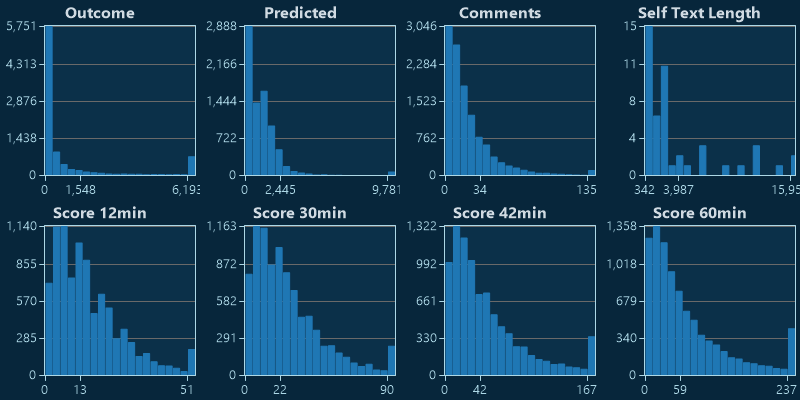 Outcome
5,751
4,313
2,876
1,438
0
0 1,548 6,193
Predicted
2,888
2,166
1,444
722
0
0 2,445 9,781
Comments
3,046
2,284
1,523
762
0
0 34 135
Self Text Length
15
11
8
4
0
342 3,987 15,95
Score 12min
1,140
855
570
285
0
0 13 51
Score 30min
1,163
872
582
291
0
0 22 90
Score 42min
1,322
992
661
330
0
0 42 167
Score 60min
1,358
1,018
679
340
0
0 59 237